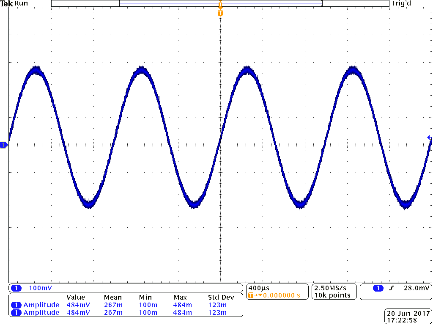 Tek Run Trig'd
T
1
1 100mV 400µs 2.50MS/s 1 28.0mV
T 0.000000 s 10k points
Value Mean Min Max Std Dev
1 Amplitude 484mV 267m 100m 484m 123m
1 Amplitude 484mV 267m 100m 484m 123m
20 Jun 2017
17:22:58